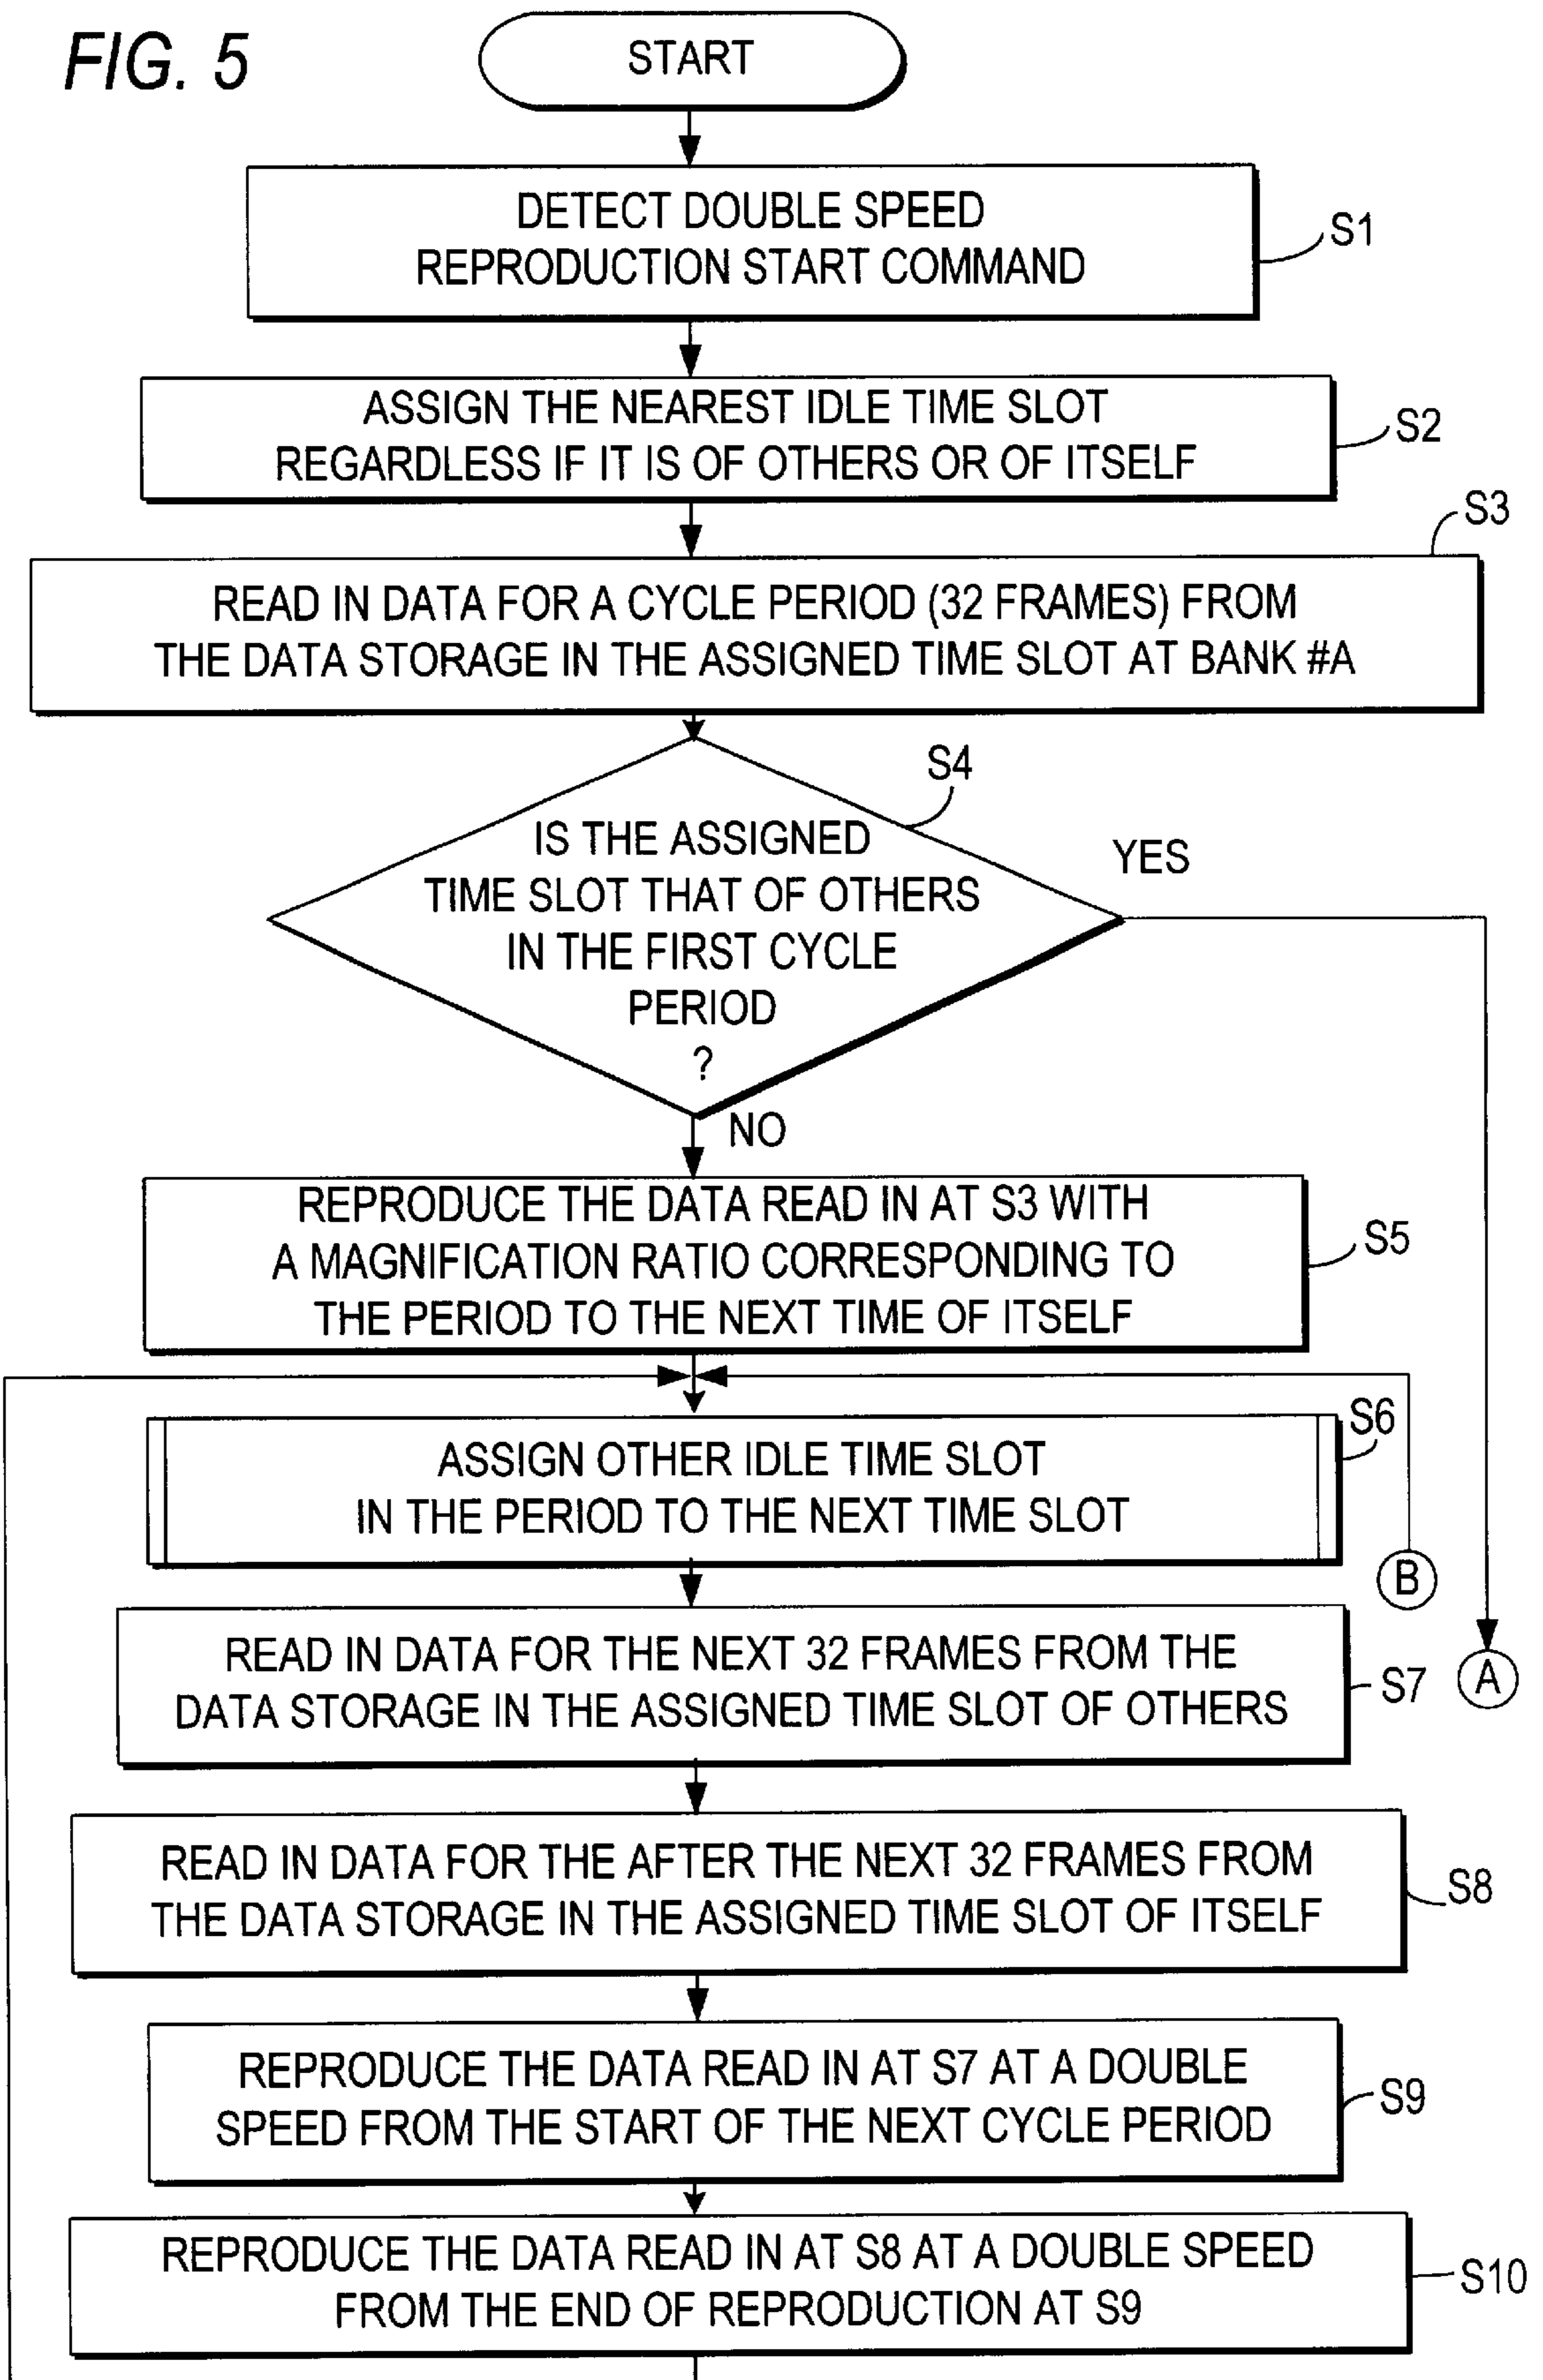 FIG. 5
START
DETECT DOUBLE SPEED
REPRODUCTION START COMMAND
S1
ASSIGN THE NEAREST IDLE TIME SLOT
REGARDLESS IF IT IS OF OTHERS OR OF ITSELF
S2
S3
READ IN DATA FOR A CYCLE PERIOD (32 FRAMES) FROM
THE DATA STORAGE IN THE ASSIGNED TIME SLOT AT BANK #A
S4
IS THE ASSIGNED
TIME SLOT THAT OF OTHERS
IN THE FIRST CYCLE
PERIOD
?
YES
NO
REPRODUCE THE DATA READ IN AT S3 WITH
A MAGNIFICATION RATIO CORRESPONDING TO
THE PERIOD TO THE NEXT TIME OF ITSELF
S5
S6
ASSIGN OTHER IDLE TIME SLOT
IN THE PERIOD TO THE NEXT TIME SLOT
B
READ IN DATA FOR THE NEXT 32 FRAMES FROM THE
DATA STORAGE IN THE ASSIGNED TIME SLOT OF OTHERS
S7
A
READ IN DATA FOR THE AFTER THE NEXT 32 FRAMES FROM
THE DATA STORAGE IN THE ASSIGNED TIME SLOT OF ITSELF
S8
REPRODUCE THE DATA READ IN AT S7 AT A DOUBLE
SPEED FROM THE START OF THE NEXT CYCLE PERIOD
S9
REPRODUCE THE DATA READ IN AT S8 AT A DOUBLE SPEED
FROM THE END OF REPRODUCTION AT S9
S10